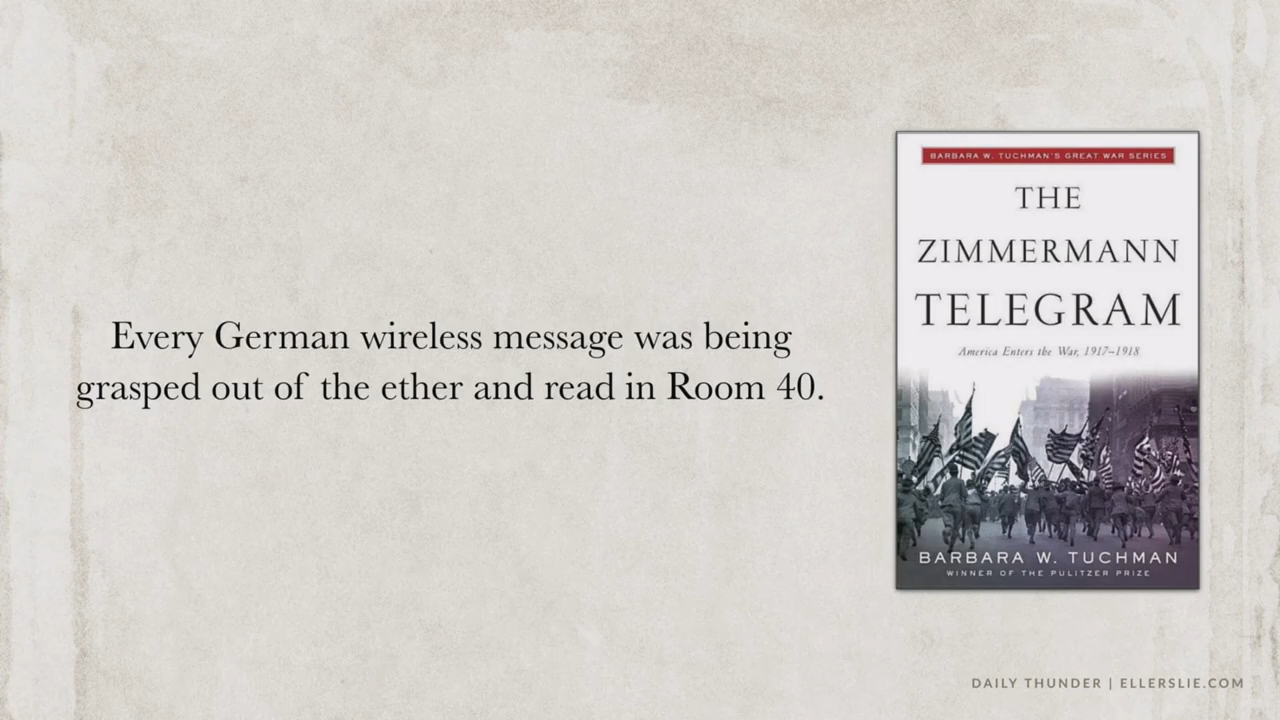 Every German wireless message was being
grasped out of the ether and read in Room 40.
BARBARA W. TUCHMAN'S GREAT WAR SERIES
THE
ZIMMERMANN
TELEGRAM
America Enters the War, 1917–1918
BARBARA W. TUCHMAN
WINNER OF THE PULITZER PRIZE
DAILY THUNDER | ELLERSLIE.COM